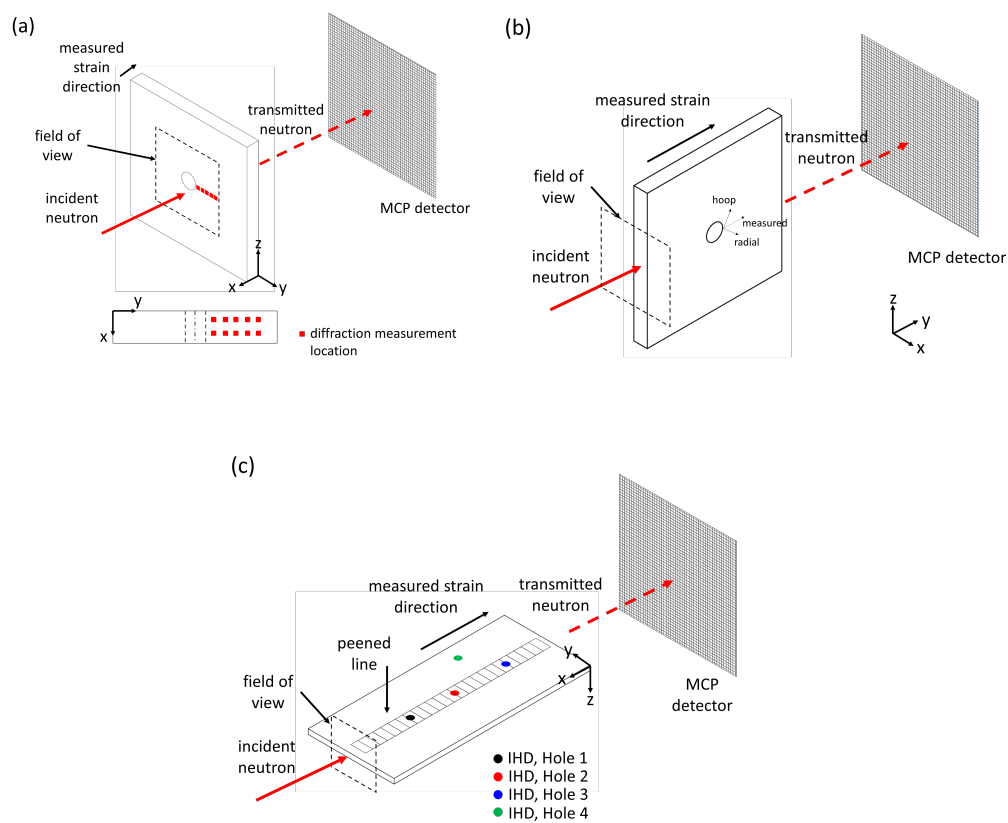 (a)
measured
strain
direction
field of
view
incident
neutron
transmitted
neutron
MCP detector
z
x
y
y
x
diffraction measurement
location
(b)
measured strain
direction
field of
view
incident
neutron
transmitted
neutron
hoop
measured
radial
MCP detector
z
y
x
(c)
measured strain
direction
transmitted
neutron
peened
line
field of
view
incident
neutron
y
x
z
MCP
detector
IHD, Hole 1
IHD, Hole 2
IHD, Hole 3
IHD, Hole 4